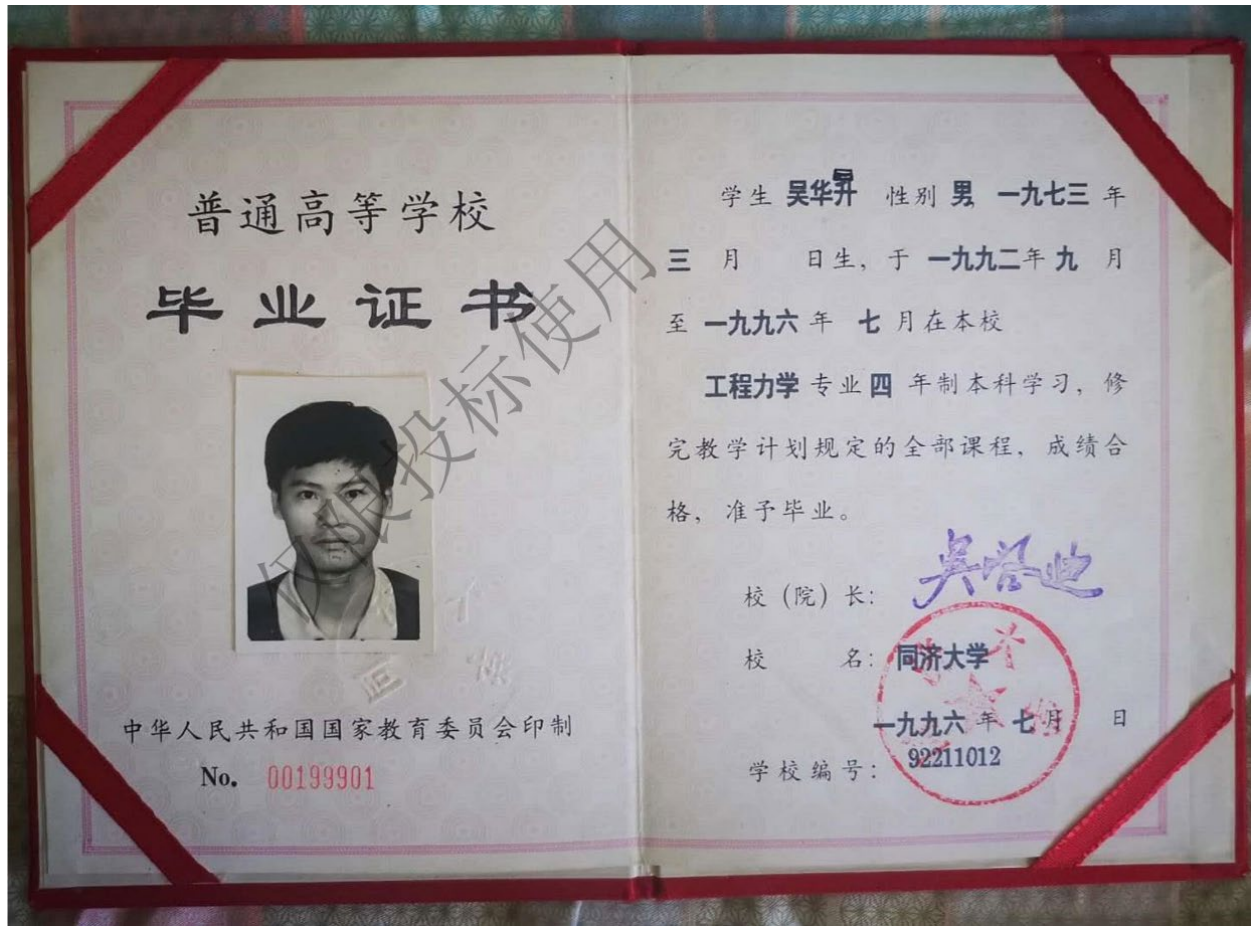 普通高等学校
毕业证书
中华人民共和国国家教育委员会印制
No. 00199901
学生 吴华昇 性别 男, 一九七三 年
三 月 日生, 于 一九九二年 九 月
至 一九九六 年 七 月在本校
工程力学 专业 四 年制本科学习, 修
完教学计划规定的全部课程, 成绩合
格, 准予毕业。
校 (院) 长: 吴启迪
校 名: 同济大学
一九九六 年 七月 日
学校编号: 92211012
仅限投标使用